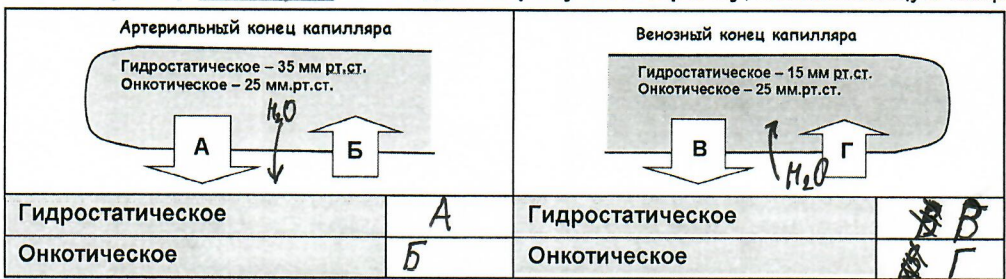 Артериальный конец капилляра
Гидростатическое – 35 мм рт.ст.
Онкотическое – 25 мм.рт.ст.
H₂O
А
Б
Венозный конец капилляра
Гидростатическое – 15 мм рт.ст.
Онкотическое – 25 мм.рт.ст.
В
Г
H₂O
Гидростатическое А
Онкотическое Б
Гидростатическое В
Онкотическое Г